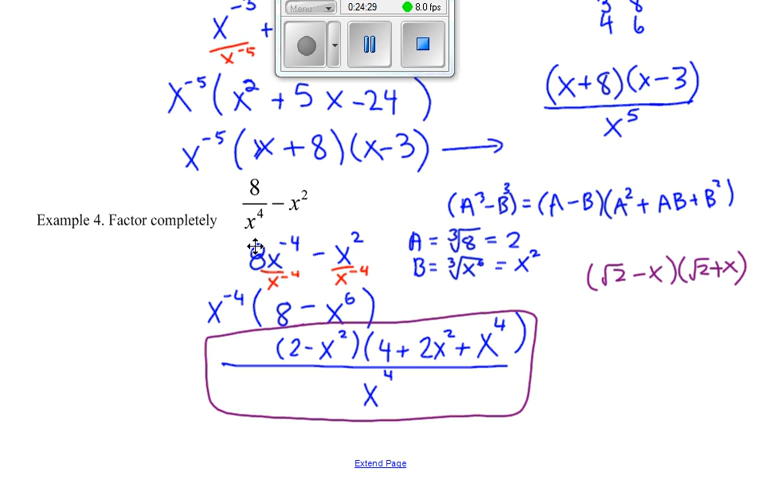 Menu
0:24:29
8.0 fps
x^-3 +
x^-5
3 8
4 6
x^-5(x^2 + 5x - 24)
(x+8)(x-3)
x^5
x^-5(x+8)(x-3) →
Example 4. Factor completely 8/x^4 - x^2
(A^3-B^3) = (A-B)(A^2+AB+B^2)
8x^-4 - x^2
x^-4 x^-4
A = ∛8 = 2
B = ∛x^6 = x^2
(√2-x)(√2+x)
x^-4(8-x^6)
(2-x^2)(4+2x^2+x^4)
x^4
Extend Page